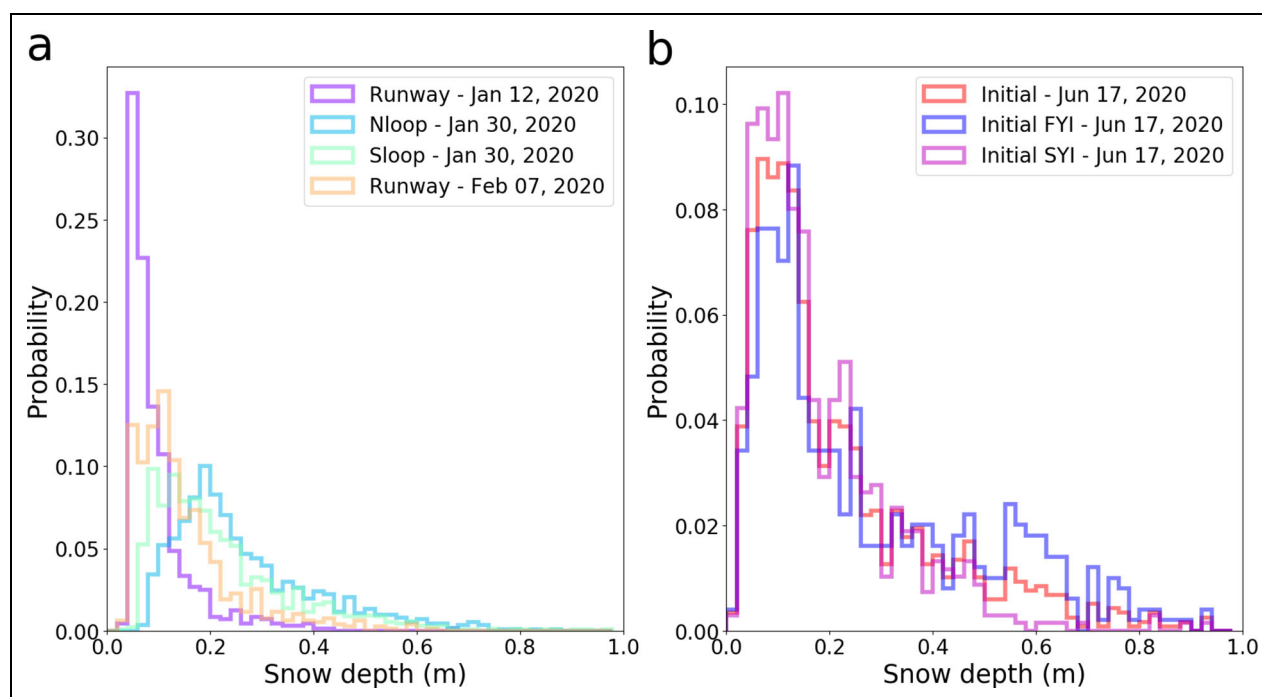 a
Runway - Jan 12, 2020
Nloop - Jan 30, 2020
Sloop - Jan 30, 2020
Runway - Feb 07, 2020
0.30
0.25
0.20
0.15
0.10
0.05
0.00
Probability
0.0 0.2 0.4 0.6 0.8 1.0
Snow depth (m)
b
Initial - Jun 17, 2020
Initial FYI - Jun 17, 2020
Initial SYI - Jun 17, 2020
0.10
0.08
0.06
0.04
0.02
0.00
Probability
0.0 0.2 0.4 0.6 0.8 1.0
Snow depth (m)